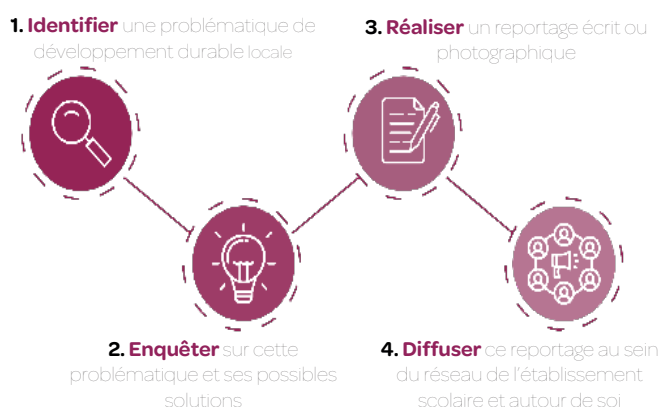 1. Identifier une problématique de
développement durable locale
2. Enquêter sur cette
problématique et ses possibles
solutions
3. Réaliser un reportage écrit ou
photographique
4. Diffuser ce reportage au sein
du réseau de l'établissement
scolaire et autour de soi